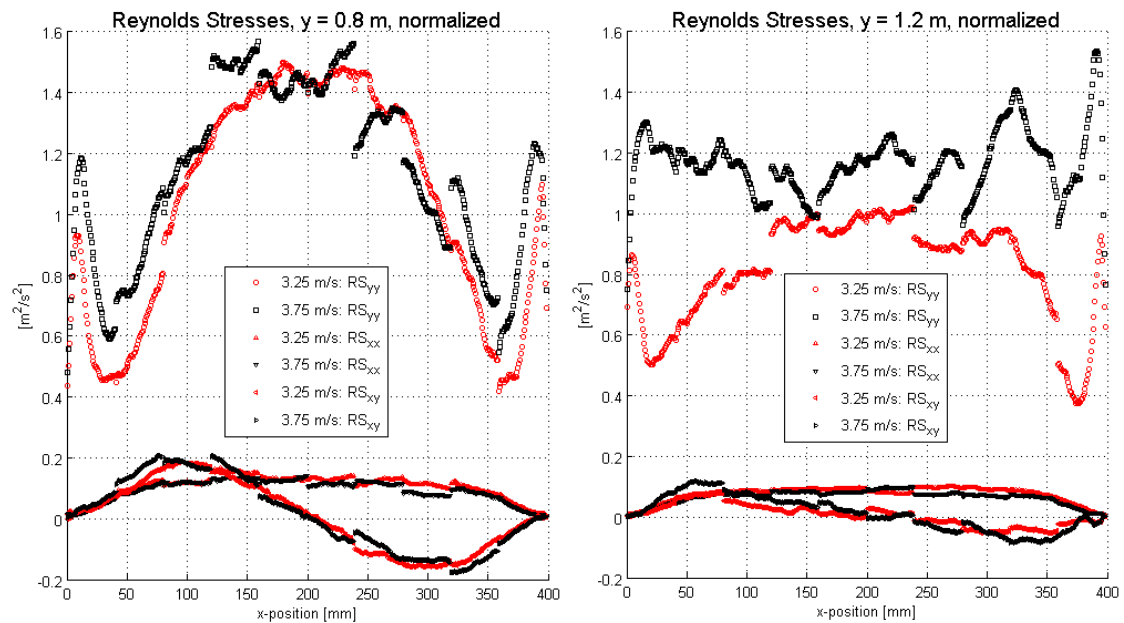 Reynolds Stresses, y = 0.8 m, normalized
1.6
1.4
1.2
1
0.8
0.6
0.4
0.2
0
-0.2
[m²/s²]
3.25 m/s: RSyy
3.75 m/s: RSyy
3.25 m/s: RSxx
3.75 m/s: RSxx
3.25 m/s: RSxy
3.75 m/s: RSxy
0 50 100 150 200 250 300 350 400
x-position [mm]
Reynolds Stresses, y = 1.2 m, normalized
1.6
1.4
1.2
1
0.8
0.6
0.4
0.2
0
-0.2
[m²/s²]
3.25 m/s: RSyy
3.75 m/s: RSyy
3.25 m/s: RSxx
3.75 m/s: RSxx
3.25 m/s: RSxy
3.75 m/s: RSxy
0 50 100 150 200 250 300 350 400
x-position [mm]